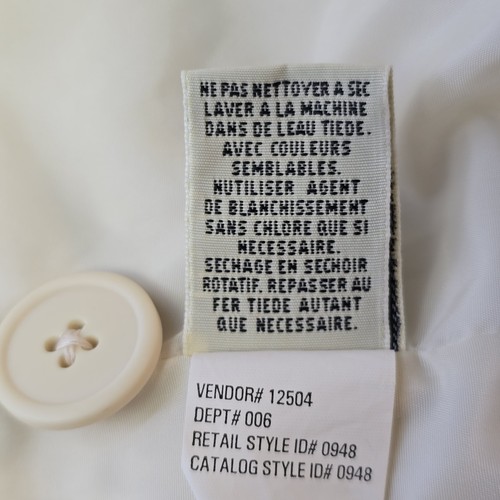 NE PAS NETTOYER A SEC
LAVER A LA MACHINE
DANS DE LEAU TIEDE.
AVEC COULEURS
SEMBLABLES.
NUTILISER AGENT
DE BLANCHISSEMENT
SANS CHLORE QUE SI
NECESSAIRE.
SECHAGE EN SECHOIR
ROTATIF. REPASSER AU
FER TIEDE AUTANT
QUE NECESSAIRE.
VENDOR# 12504
DEPT# 006
RETAIL STYLE ID# 0948
CATALOG STYLE ID# 0948